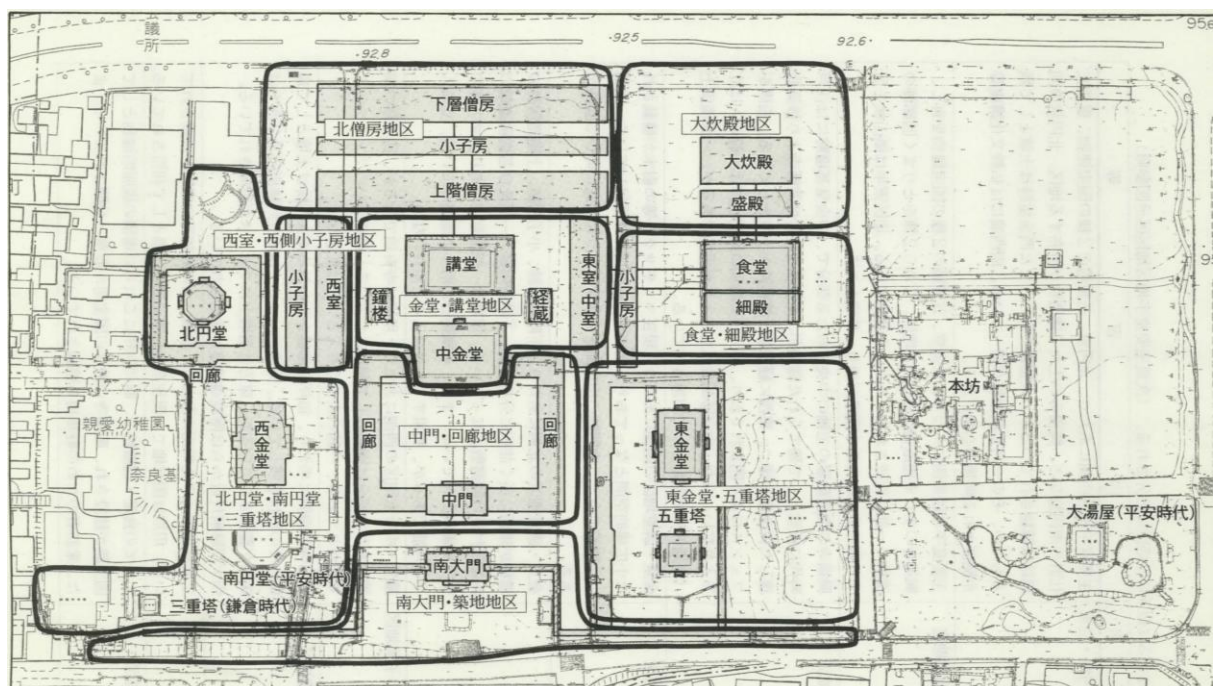 会議所
92.8
92.5
92.6
95.6
下層僧房
北僧房地区
小子房
上階僧房
大炊殿地区
大炊殿
盛殿
西室・西側小子房地区
小子房
西室
講堂
金堂・講堂地区
鐘楼
経蔵
中金堂
東室(中室)
小子房
食堂
細殿
食堂・細殿地区
95
北円堂
回廊
親愛幼稚園
奈良基
西金堂
北円堂・南円堂
・三重塔地区
南円堂(平安時代)
三重塔(鎌倉時代)
回廊
中門・回廊地区
回廊
中門
南大門
南大門・築地地区
東金堂
東金堂・五重塔地区
五重塔
本坊
大湯屋(平安時代)